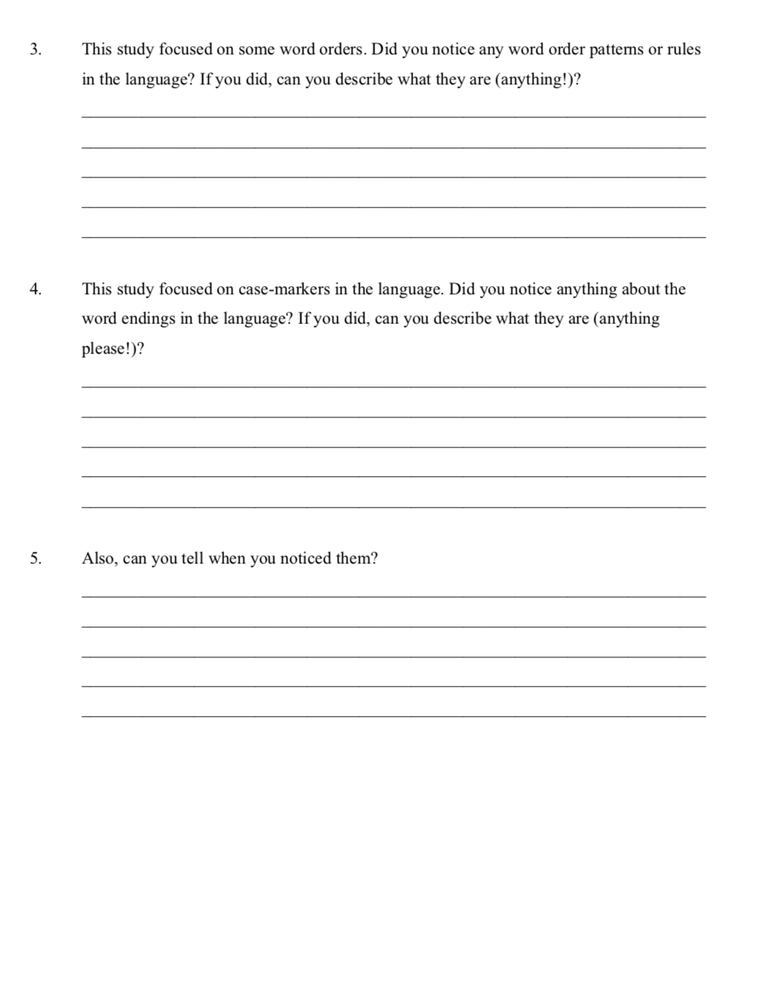 3. This study focused on some word orders. Did you notice any word order patterns or rules
in the language? If you did, can you describe what they are (anything!)?
4. This study focused on case-markers in the language. Did you notice anything about the
word endings in the language? If you did, can you describe what they are (anything
please!)?
5. Also, can you tell when you noticed them?